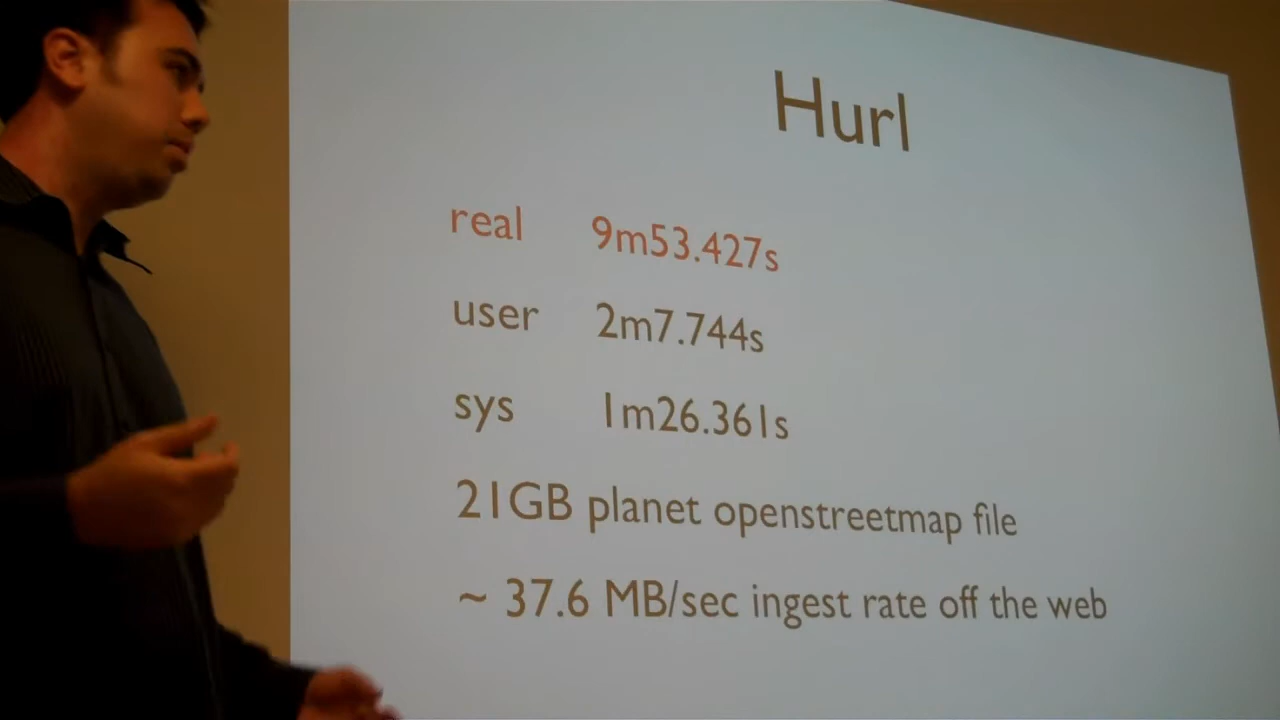 Hurl
real 9m53.427s
user 2m7.744s
sys 1m26.361s
21GB planet openstreetmap file
~ 37.6 MB/sec ingest rate off the web